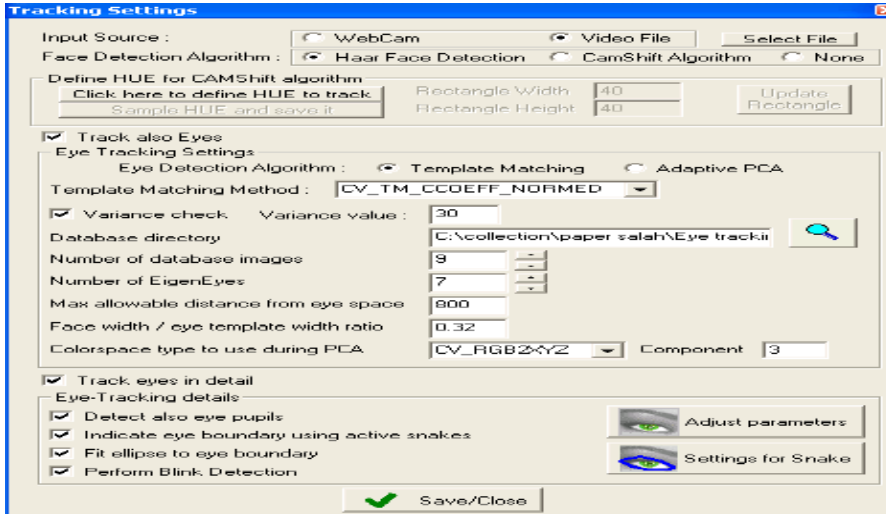 Tracking Settings
Input Source : WebCam Video File Select File
Face Detection Algorithm : Haar Face Detection CamShift Algorithm None
Define HUE for CAMShift algorithm
Click here to define HUE to track Rectangle Width 40 Update Rectangle
Sample HUE and save it Rectangle Height 40
Track also Eyes
Eye Tracking Settings
Eye Detection Algorithm : Template Matching Adaptive PCA
Template Matching Method : CV_TM_CCOEFF_NORMED
Variance check Variance value : 30
Database directory C:\collection\paper salah\Eye trackin
Number of database images 9
Number of EigenEyes 7
Max allowable distance from eye space 800
Face width / eye template width ratio 0.32
Colorspace type to use during PCA CV_RGB2XYZ Component 3
Track eyes in detail
Eye-Tracking details
Detect also eye pupils
Indicate eye boundary using active snakes
Fit ellipse to eye boundary
Perform Blink Detection
Adjust parameters
Settings for Snake
Save/Close